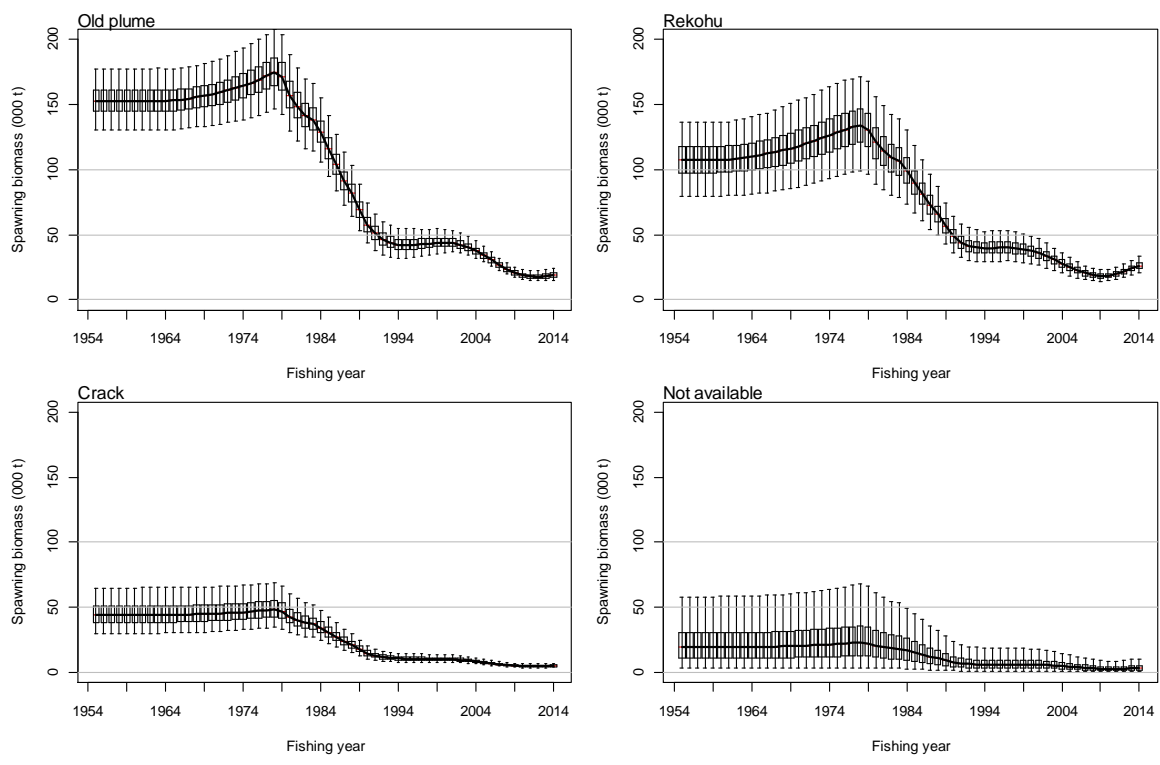 Old plume
Spawning biomass (000 t)
0 50 100 150 200
1954 1964 1974 1984 1994 2004 2014
Fishing year
Rekohu
Spawning biomass (000 t)
0 50 100 150 200
1954 1964 1974 1984 1994 2004 2014
Fishing year
Crack
Spawning biomass (000 t)
0 50 100 150 200
1954 1964 1974 1984 1994 2004 2014
Fishing year
Not available
Spawning biomass (000 t)
0 50 100 150 200
1954 1964 1974 1984 1994 2004 2014
Fishing year